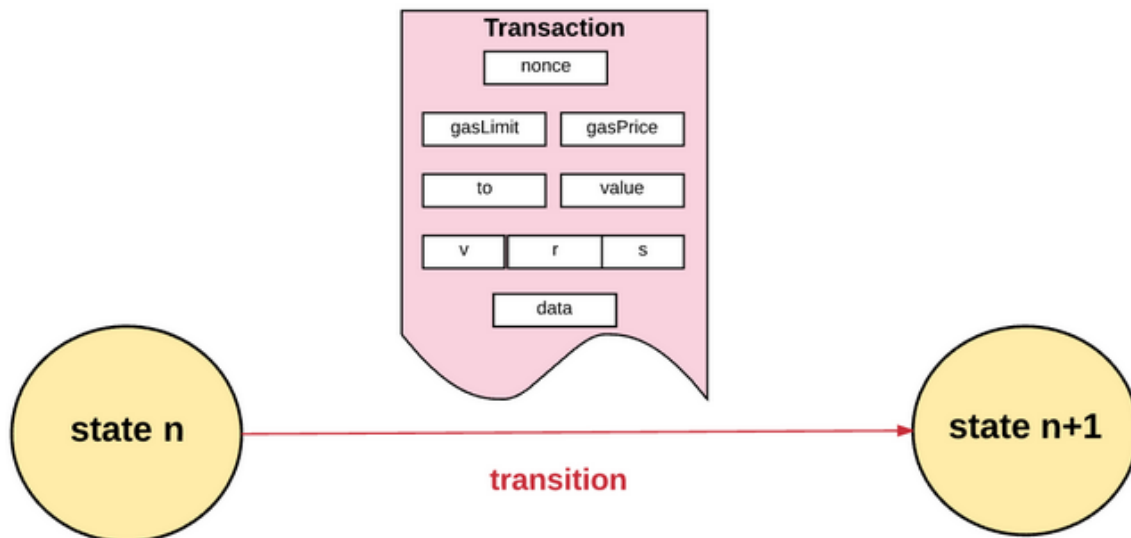 Transaction
nonce
gasLimit gasPrice
to value
v r s
data
state n
state n+1
transition